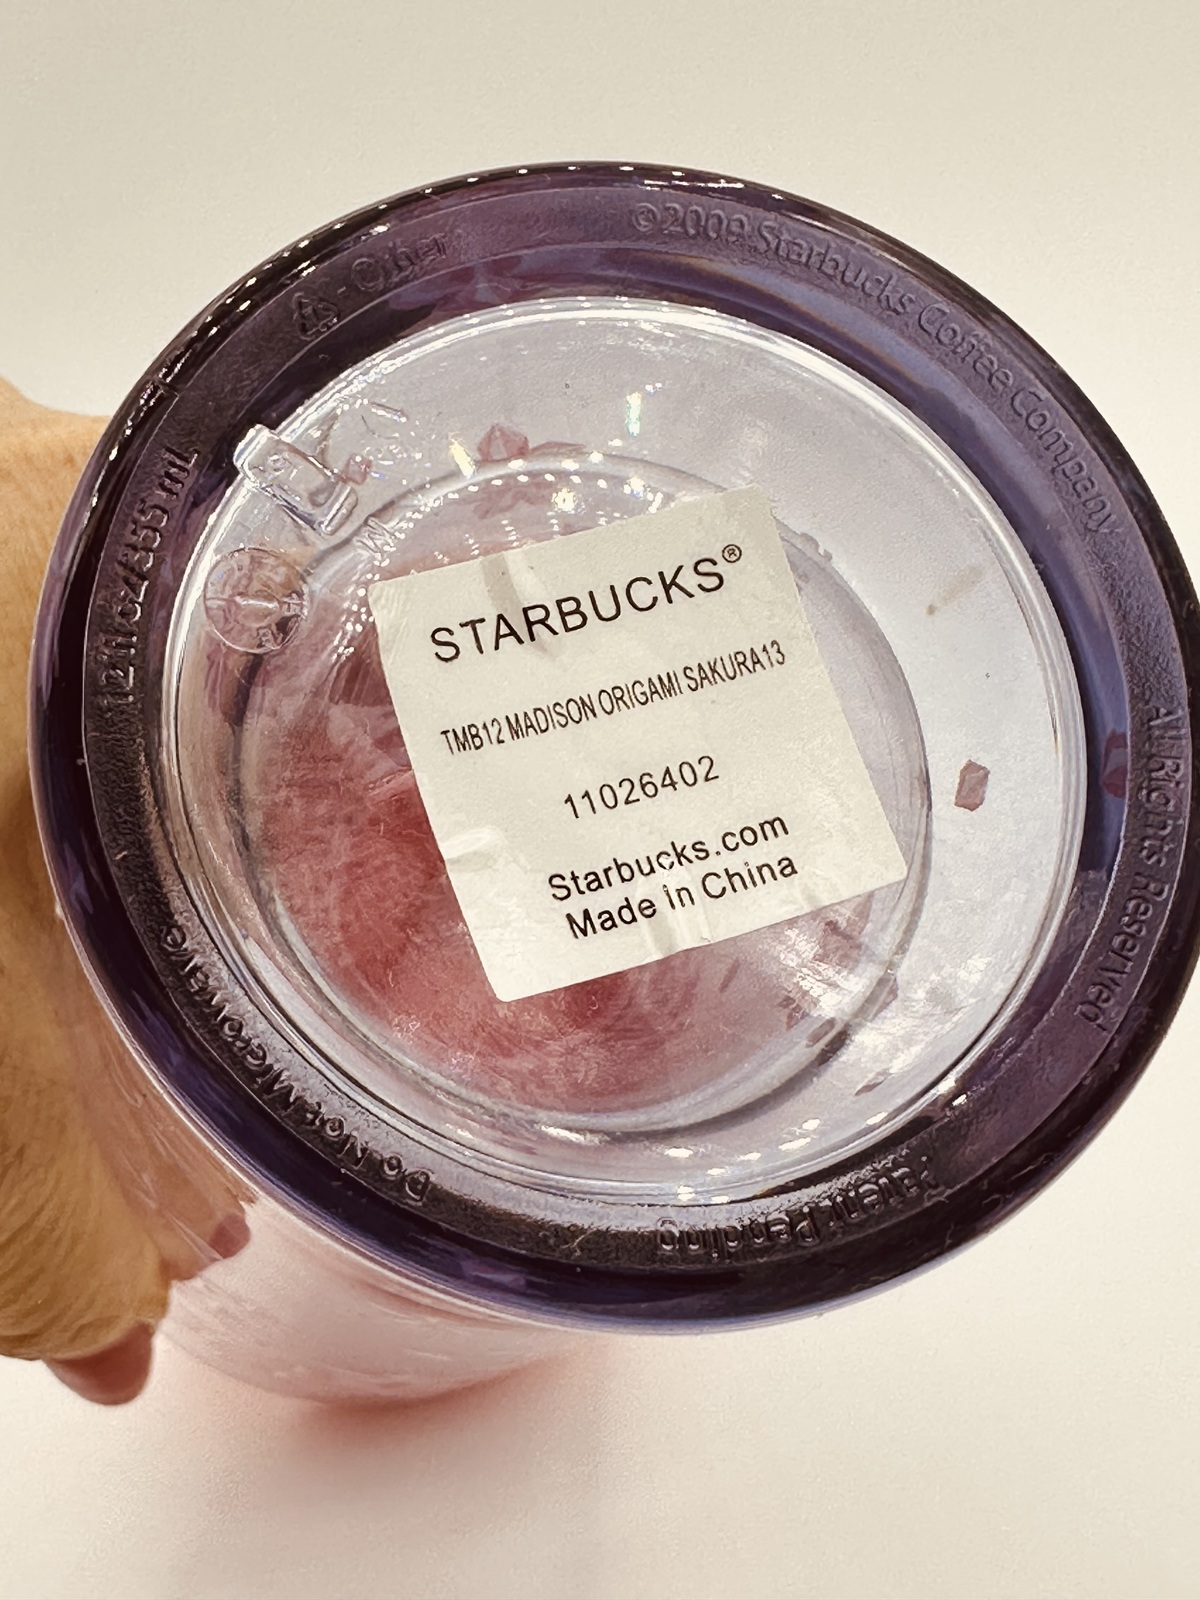 STARBUCKS®
TMB12 MADISON ORIGAMI SAKURA13
11026402
Starbucks.com
Made in China
©2009 Starbucks Coffee Company
All Rights Reserved
Patent Pending
Do Not Microwave
12 fl oz/355 mL
- Other